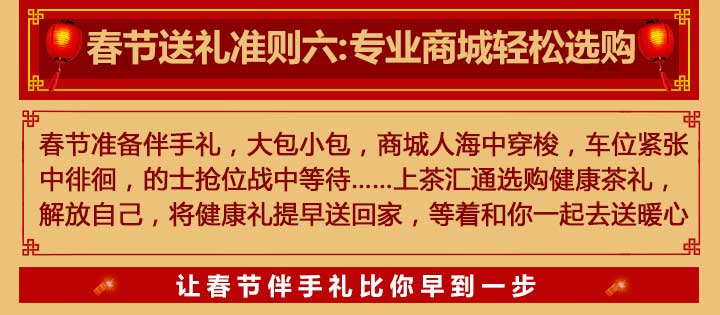 春节送礼准则六:专业商城轻松选购
春节准备伴手礼，大包小包，商城人海中穿梭，车位紧张
中徘徊，的士抢位战中等待......上茶汇通选购健康茶礼，
解放自己，将健康礼提早送回家，等着和你一起去送暖心
让春节伴手礼比你早到一步